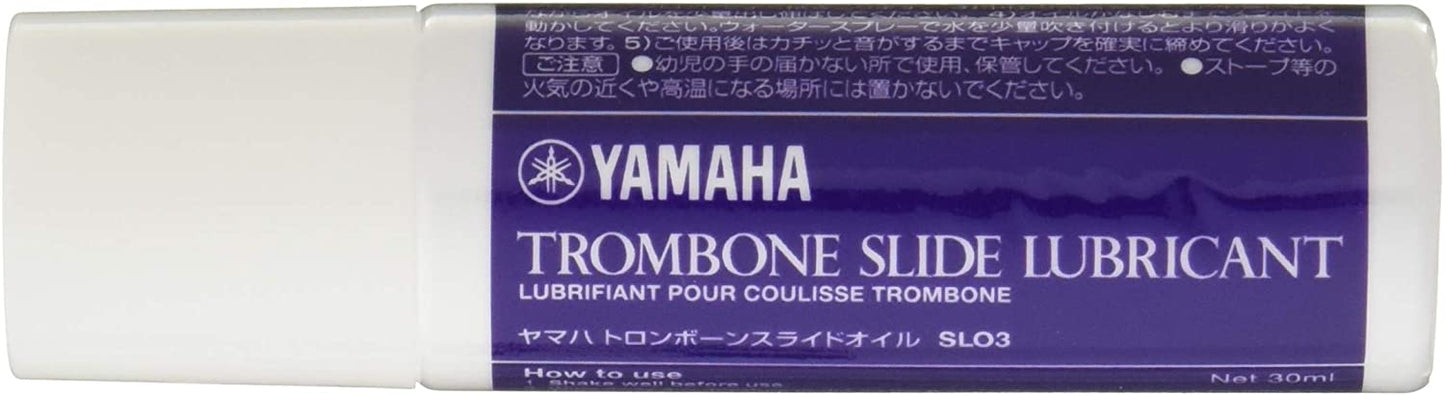 動かしてください。ウォータースプレーで水を少量吹き付けるとより滑りがよく
なります。5)ご使用後はカチッと音がするまでキャップを確実に締めてください。
ご注意 ●幼児の手の届かない所で使用、保管してください。 ●ストーブ等の
火気の近くや高温になる場所には置かないでください。
YAMAHA
TROMBONE SLIDE LUBRICANT
LUBRIFIANT POUR COULISSE TROMBONE
ヤマハ トロンボーンスライドオイル SLO3
How to use
Net 30ml
1. Shake well before use